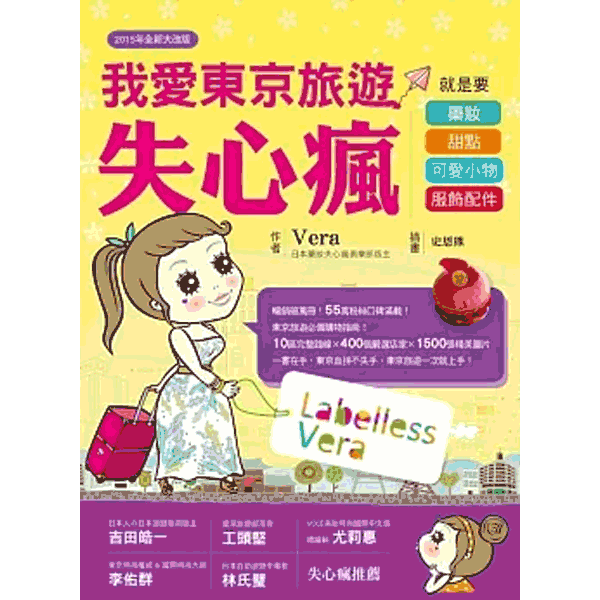 2015年全新大改版
我愛東京旅遊
失心瘋
就是要
藥妝
甜點
可愛小物
服飾配件
作者 Vera
日本藥妝失心瘋俱樂部版主
插畫
暢銷破萬冊！55萬粉絲口碑滿載！
東京旅遊必備購物指南！
10區完整路線×400個嚴選店家×1500張精美圖片
一書在手，東京血拼不失手，東京旅遊一次就上手！
Labelless
Vera
吉田皓一
工頭堅
尤莉惠
李佑群
林氏璧
失心瘋推薦